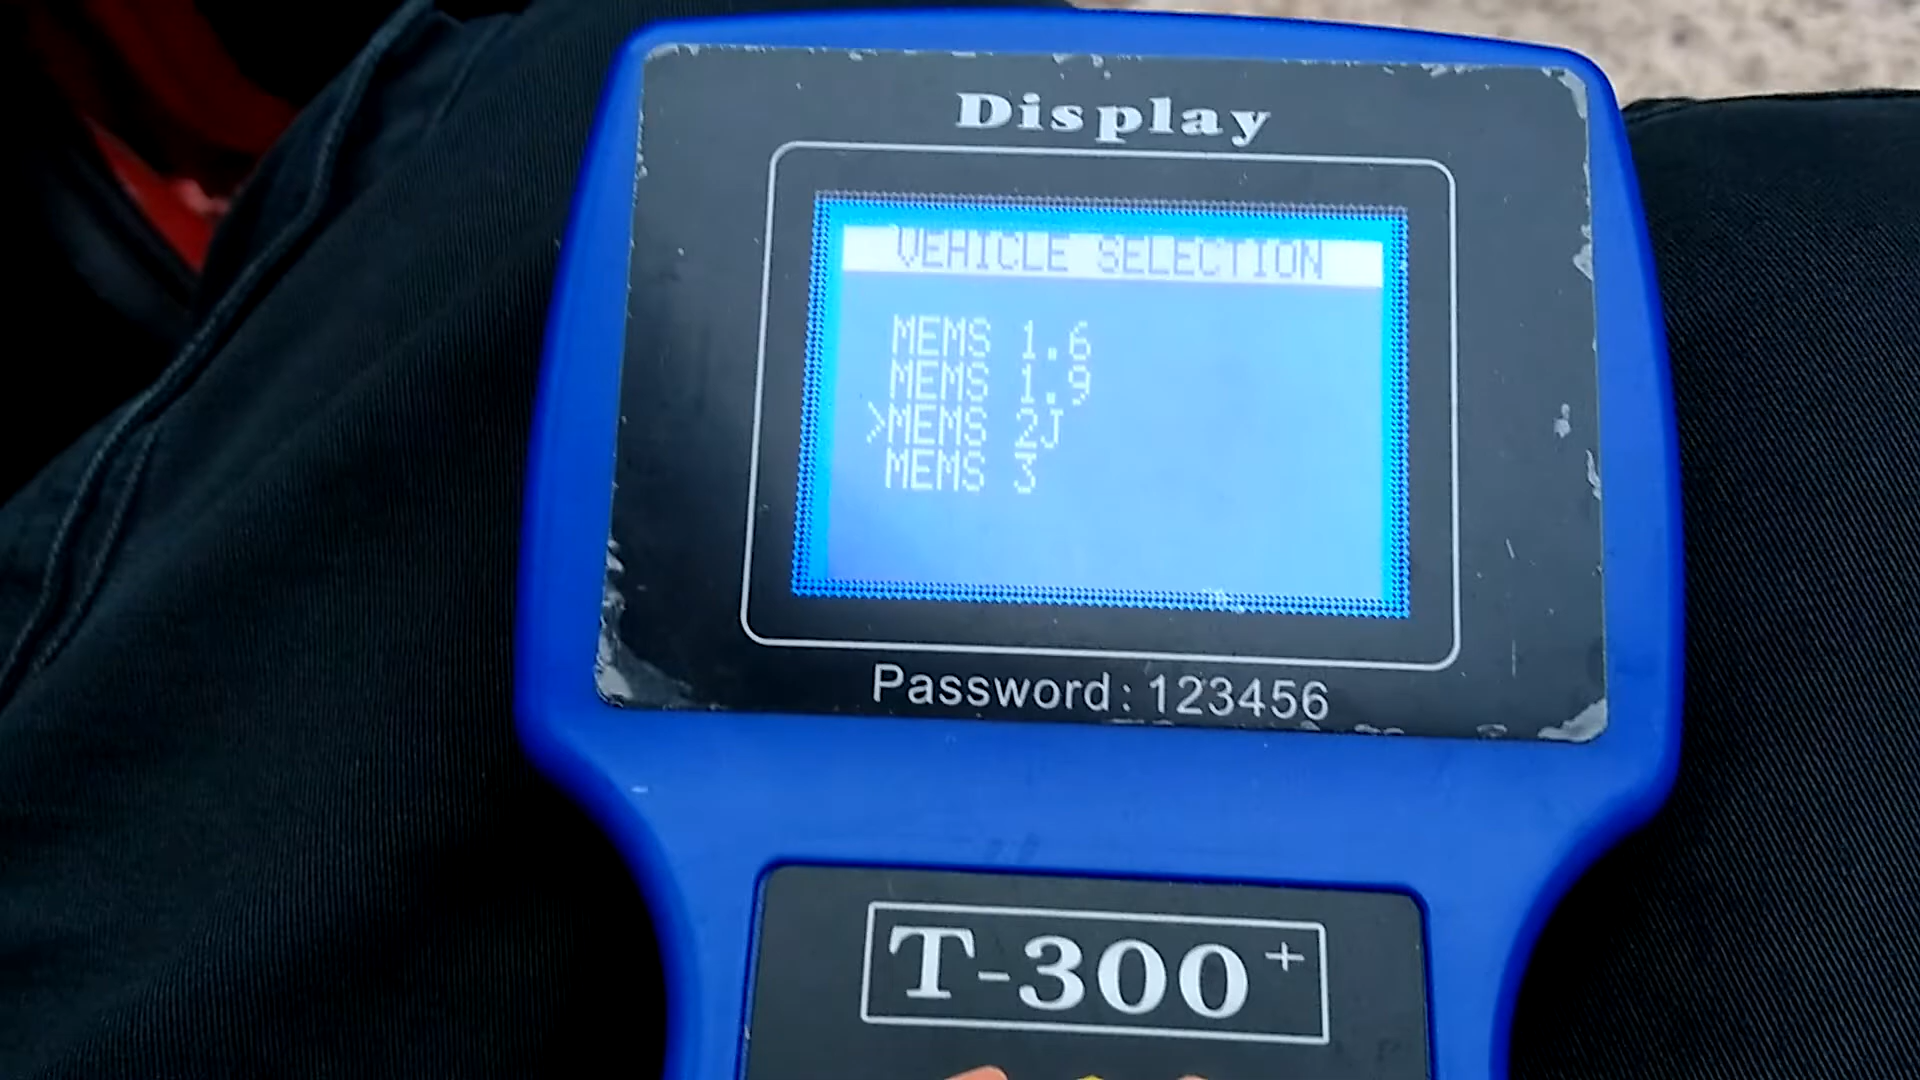 Display
VEHICLE SELECTION
MEMS 1.6
MEMS 1.9
>MEMS 2J
MEMS 3
Password: 123456
T-300+